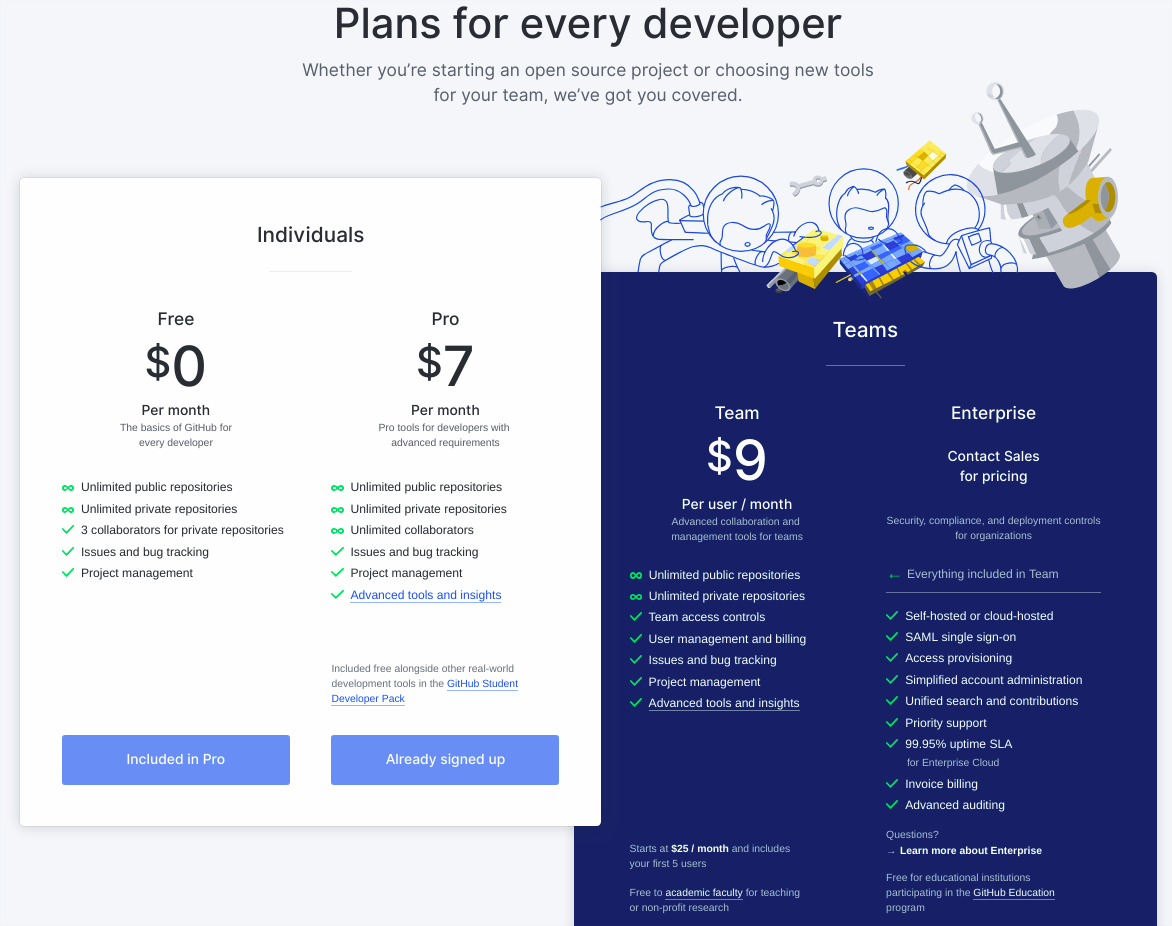 Plans for every developer
Whether you’re starting an open source project or choosing new tools
for your team, we’ve got you covered.
Individuals
Free
$0
Per month
The basics of GitHub for
every developer
Unlimited public repositories
Unlimited private repositories
3 collaborators for private repositories
Issues and bug tracking
Project management
Included in Pro
Pro
$7
Per month
Pro tools for developers with
advanced requirements
Unlimited public repositories
Unlimited private repositories
Unlimited collaborators
Issues and bug tracking
Project management
Advanced tools and insights
Included free alongside other real-world
development tools in the GitHub Student
Developer Pack
Already signed up
Teams
Team
$9
Per user / month
Advanced collaboration and
management tools for teams
Unlimited public repositories
Unlimited private repositories
Team access controls
User management and billing
Issues and bug tracking
Project management
Advanced tools and insights
Starts at $25 / month and includes
your first 5 users
Free to academic faculty for teaching
or non-profit research
Enterprise
Contact Sales
for pricing
Security, compliance, and deployment controls
for organizations
← Everything included in Team
Self-hosted or cloud-hosted
SAML single sign-on
Access provisioning
Simplified account administration
Unified search and contributions
Priority support
99.95% uptime SLA
for Enterprise Cloud
Invoice billing
Advanced auditing
Questions?
→ Learn more about Enterprise
Free for educational institutions
participating in the GitHub Education
program